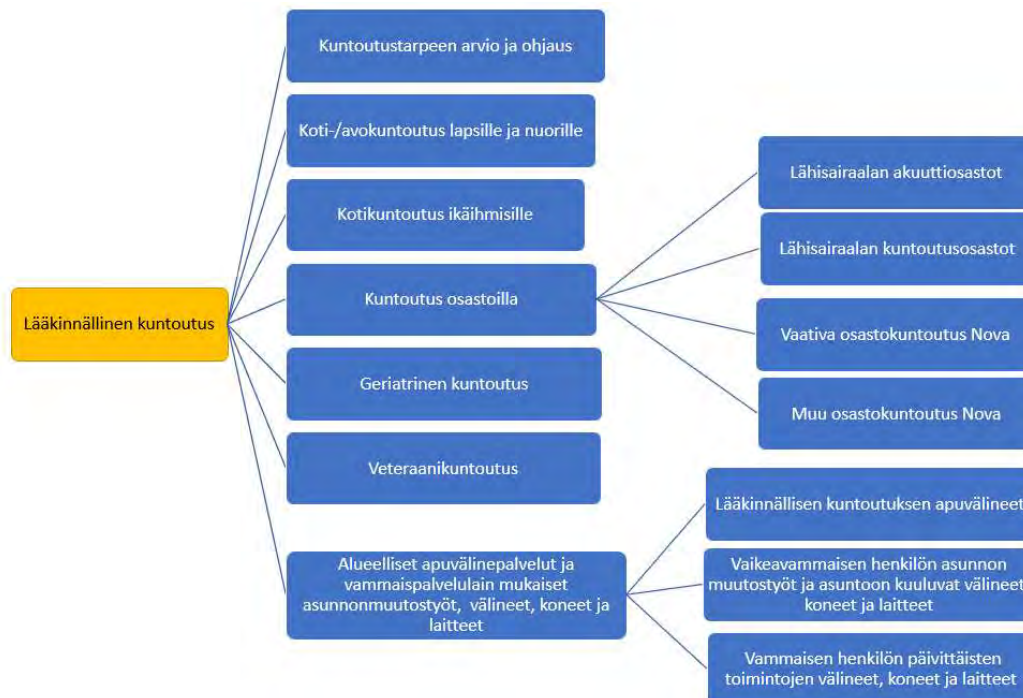 Lääkinnällinen kuntoutus
Kuntoutustarpeen arvio ja ohjaus
Koti-/avokuntoutus lapsille ja nuorille
Kotikuntoutus ikäihmisille
Kuntoutus osastoilla
Geriatrinen kuntoutus
Veteraanikuntoutus
Alueelliset apuvälinepalvelut ja
vammaispalvelulain mukaiset
asunnonmuutostyöt, välineet, koneet ja
laitteet
Lähisairaalan akuuttiosastot
Lähisairaalan kuntoutusosastot
Vaativa osastokuntoutus Nova
Muu osastokuntoutus Nova
Lääkinnällisen kuntoutuksen apuvälineet
Vaikeavammaisen henkilön asunnon
muutostyöt ja asuntoon kuuluvat välineet
koneet ja laitteet
Vammaisen henkilön päivittäisten
toimintojen välineet, koneet ja laitteet